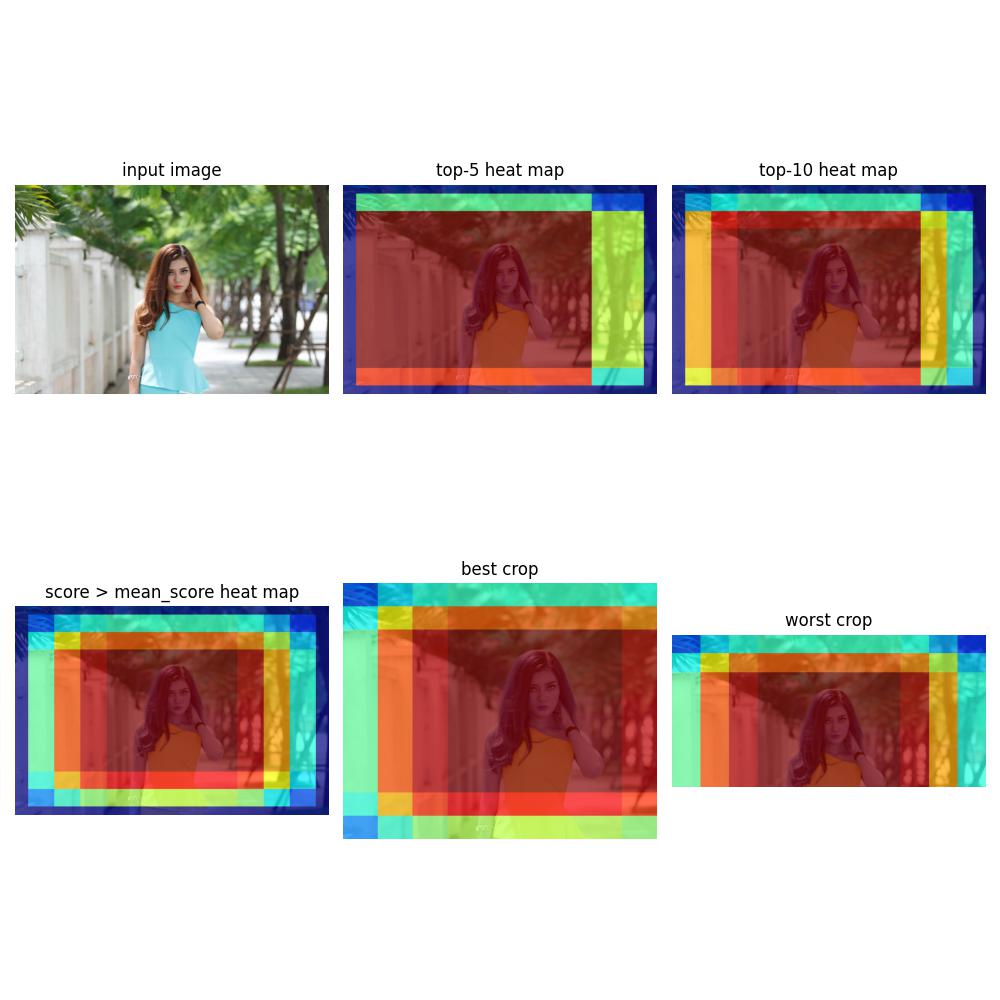 input image
top-5 heat map
top-10 heat map
score > mean_score heat map
best crop
worst crop